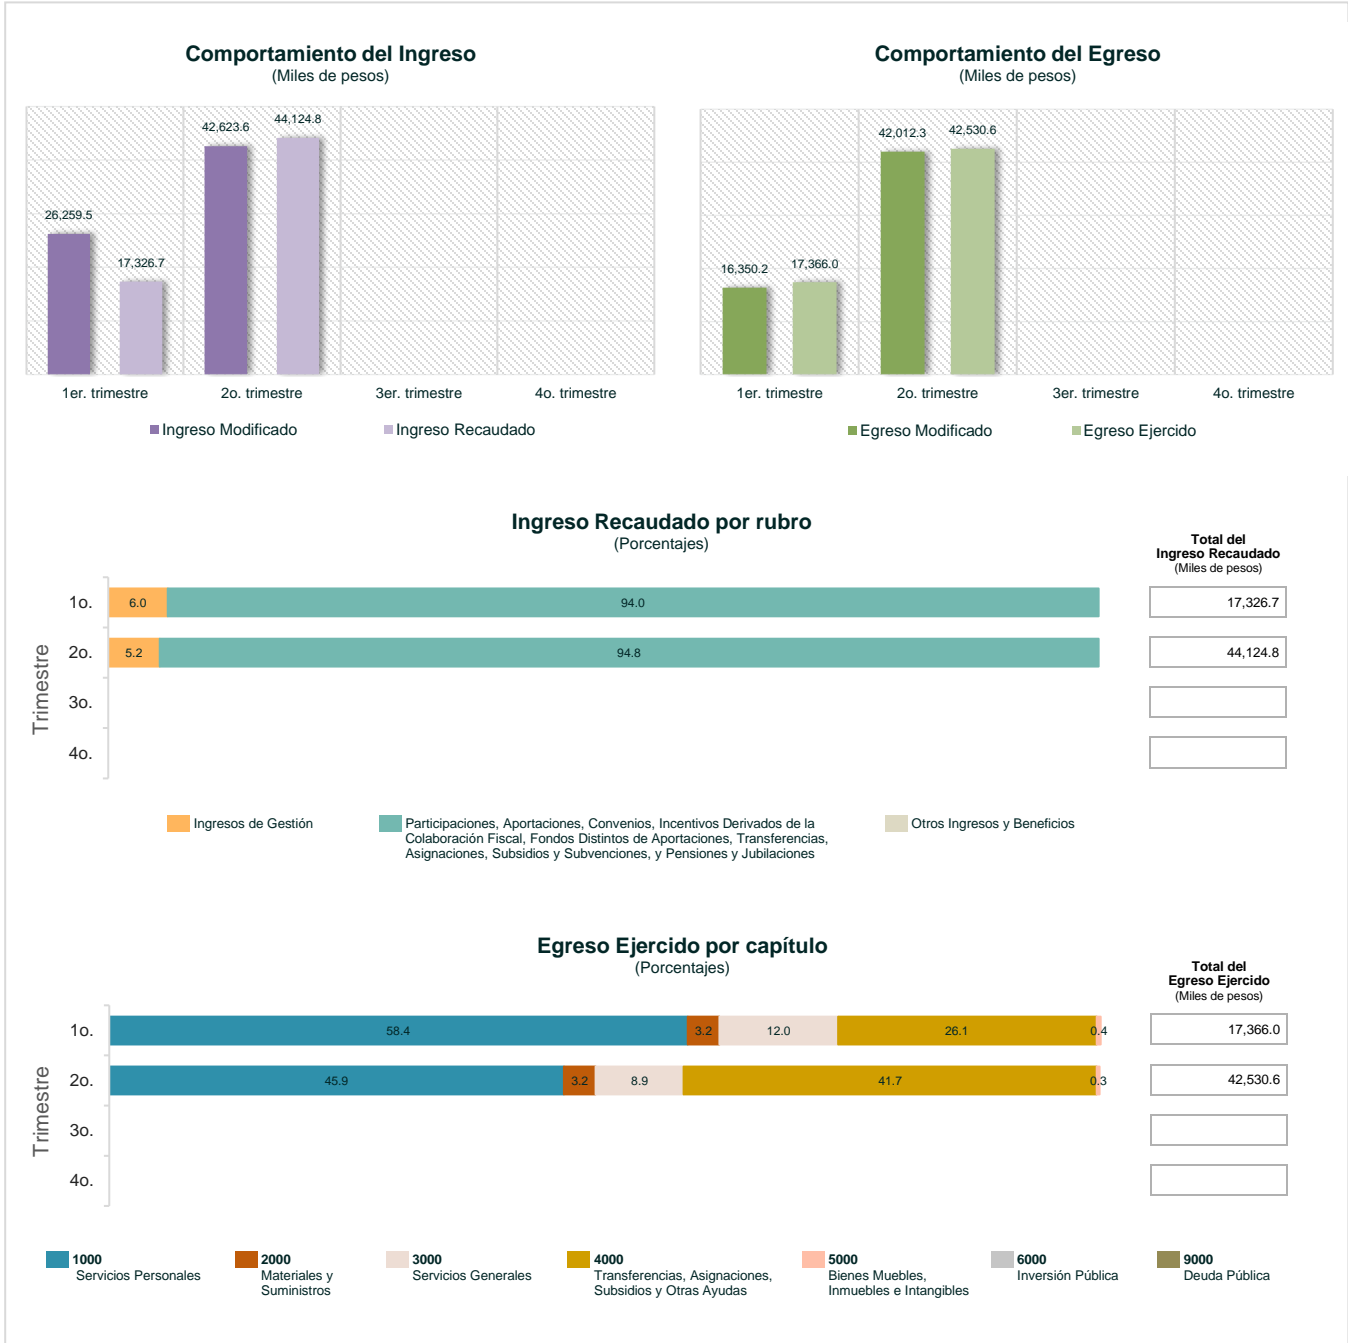 Comportamiento del Ingreso
(Miles de pesos)
26,259.5
17,326.7
42,623.6
44,124.8
1er. trimestre
2o. trimestre
3er. trimestre
4o. trimestre
Ingreso Modificado
Ingreso Recaudado
Comportamiento del Egreso
(Miles de pesos)
16,350.2
17,366.0
42,012.3
42,530.6
1er. trimestre
2o. trimestre
3er. trimestre
4o. trimestre
Egreso Modificado
Egreso Ejercido
Ingreso Recaudado por rubro
(Porcentajes)
Total del
Ingreso Recaudado
(Miles de pesos)
Trimestre
1o.
6.0
94.0
17,326.7
2o.
5.2
94.8
44,124.8
3o.
4o.
Ingresos de Gestión
Participaciones, Aportaciones, Convenios, Incentivos Derivados de la
Colaboración Fiscal, Fondos Distintos de Aportaciones, Transferencias,
Asignaciones, Subsidios y Subvenciones, y Pensiones y Jubilaciones
Otros Ingresos y Beneficios
Egreso Ejercido por capítulo
(Porcentajes)
Total del
Egreso Ejercido
(Miles de pesos)
Trimestre
1o.
58.4
3.2
12.0
26.1
0.4
17,366.0
2o.
45.9
3.2
8.9
41.7
0.3
42,530.6
3o.
4o.
1000
Servicios Personales
2000
Materiales y
Suministros
3000
Servicios Generales
4000
Transferencias, Asignaciones,
Subsidios y Otras Ayudas
5000
Bienes Muebles,
Inmuebles e Intangibles
6000
Inversión Pública
9000
Deuda Pública